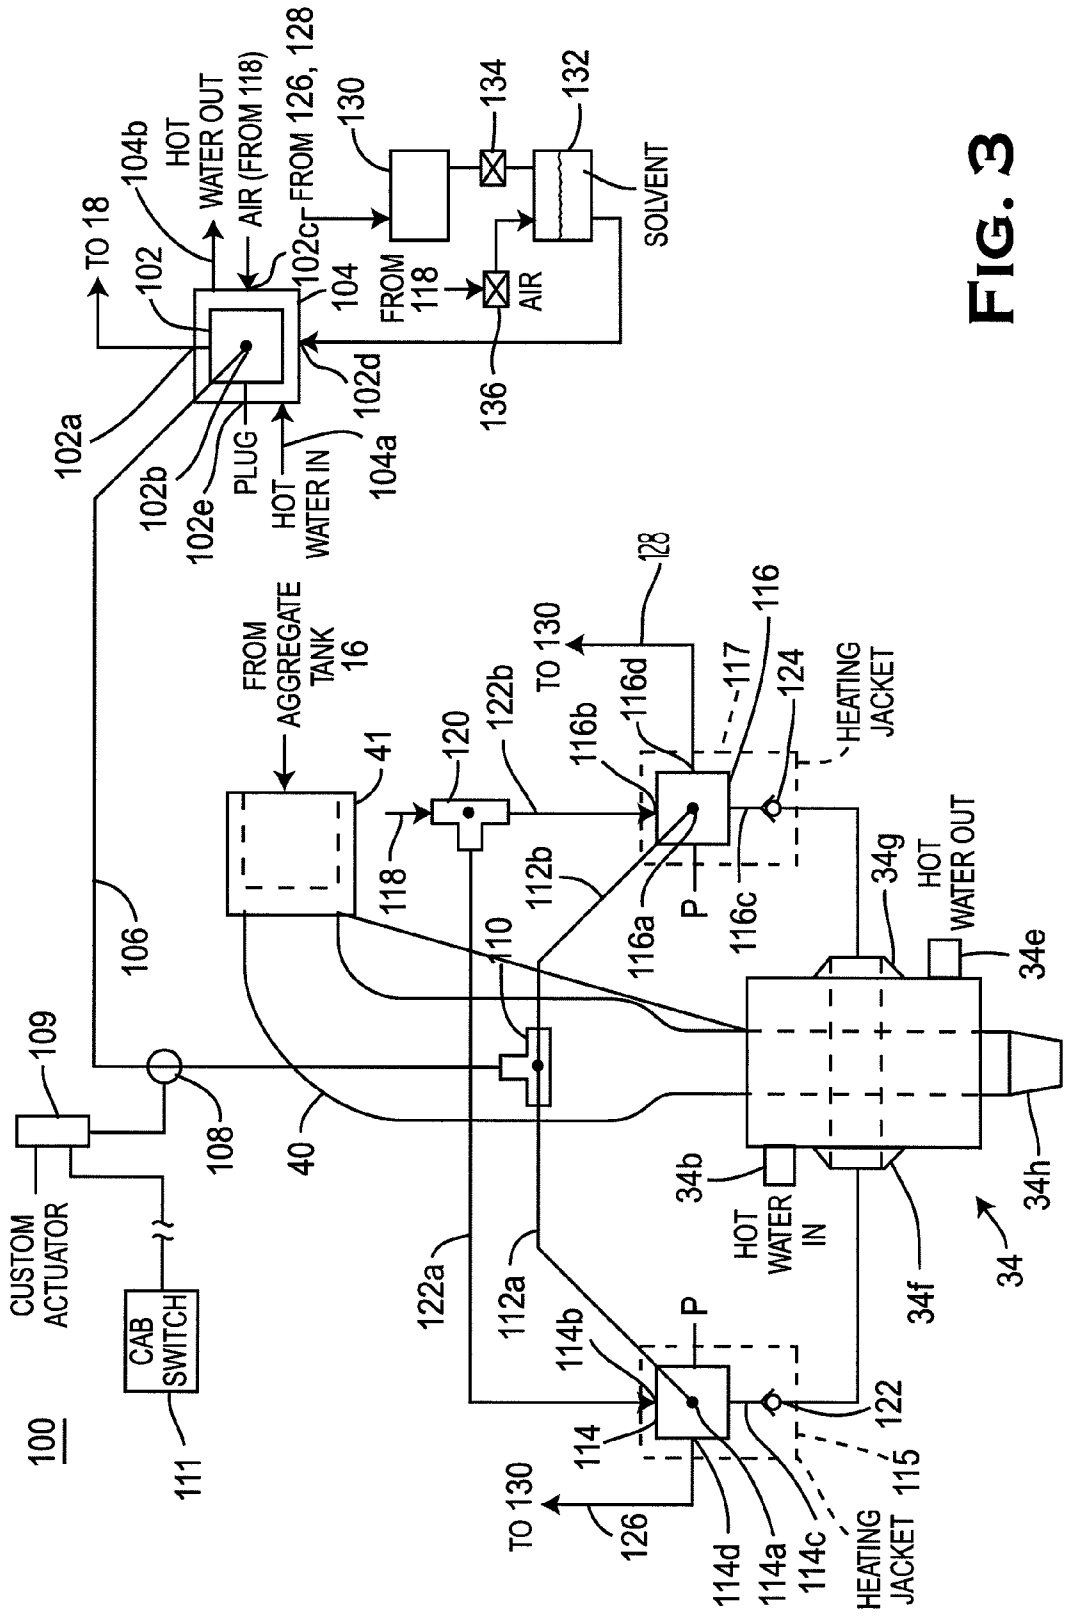 100
CUSTOM
ACTUATOR
109
CAB
SWITCH
111
108
106
TO 18
102
102a
102b
102e
PLUG
104b
HOT
WATER OUT
AIR (FROM 118)
102c
FROM 126, 128
104
102d
HOT
WATER IN
104a
130
134
132
FROM
118
AIR
136
SOLVENT
FROM
AGGREGATE
TANK
16
41
40
118
120
122b
122a
110
112a
112b
TO 130
126
114
114b
P
114d
114a
114c
115
122
HEATING
JACKET
TO 130
128
116b
116d
117
116
P
116a
116c
124
HEATING
JACKET
34b
HOT
WATER
IN
34f
34
34h
34g
HOT
WATER OUT
34e
FIG. 3